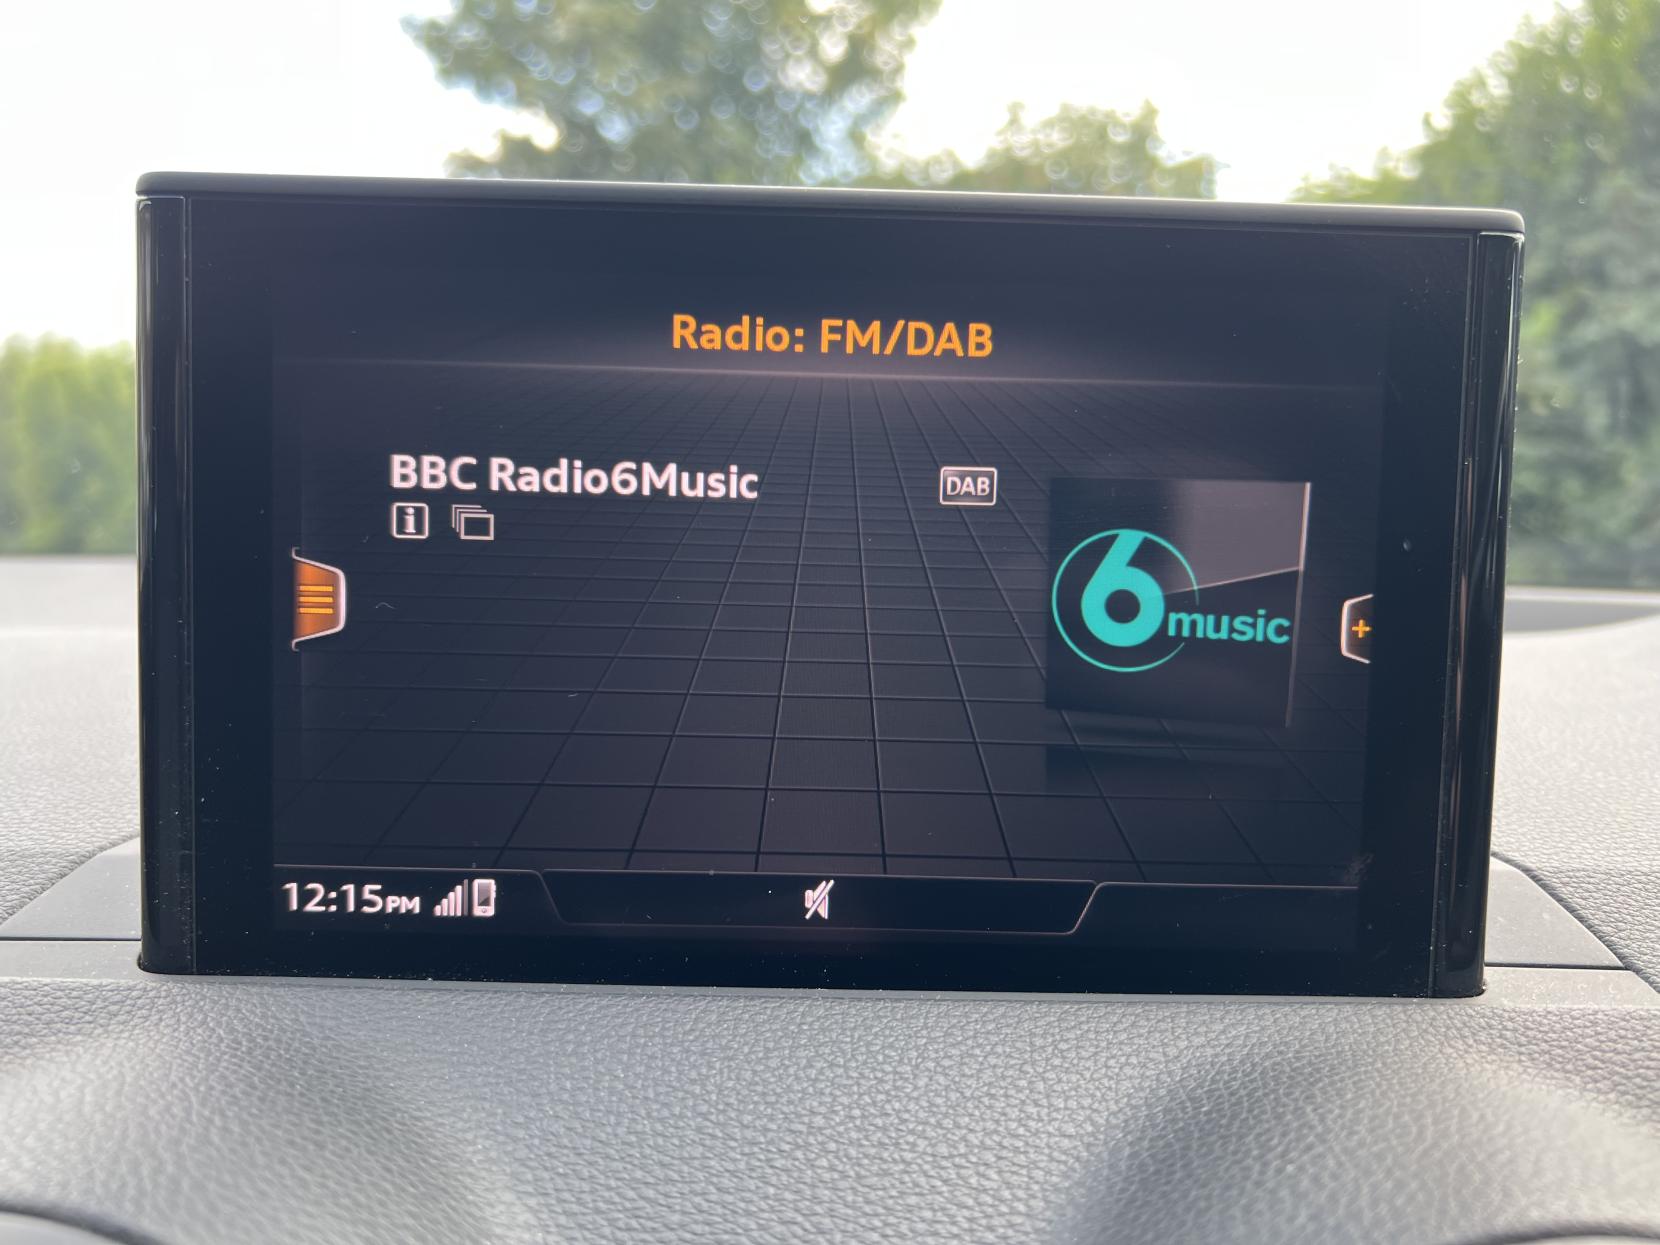 Radio: FM/DAB
BBC Radio6Music
DAB
6music
12:15PM